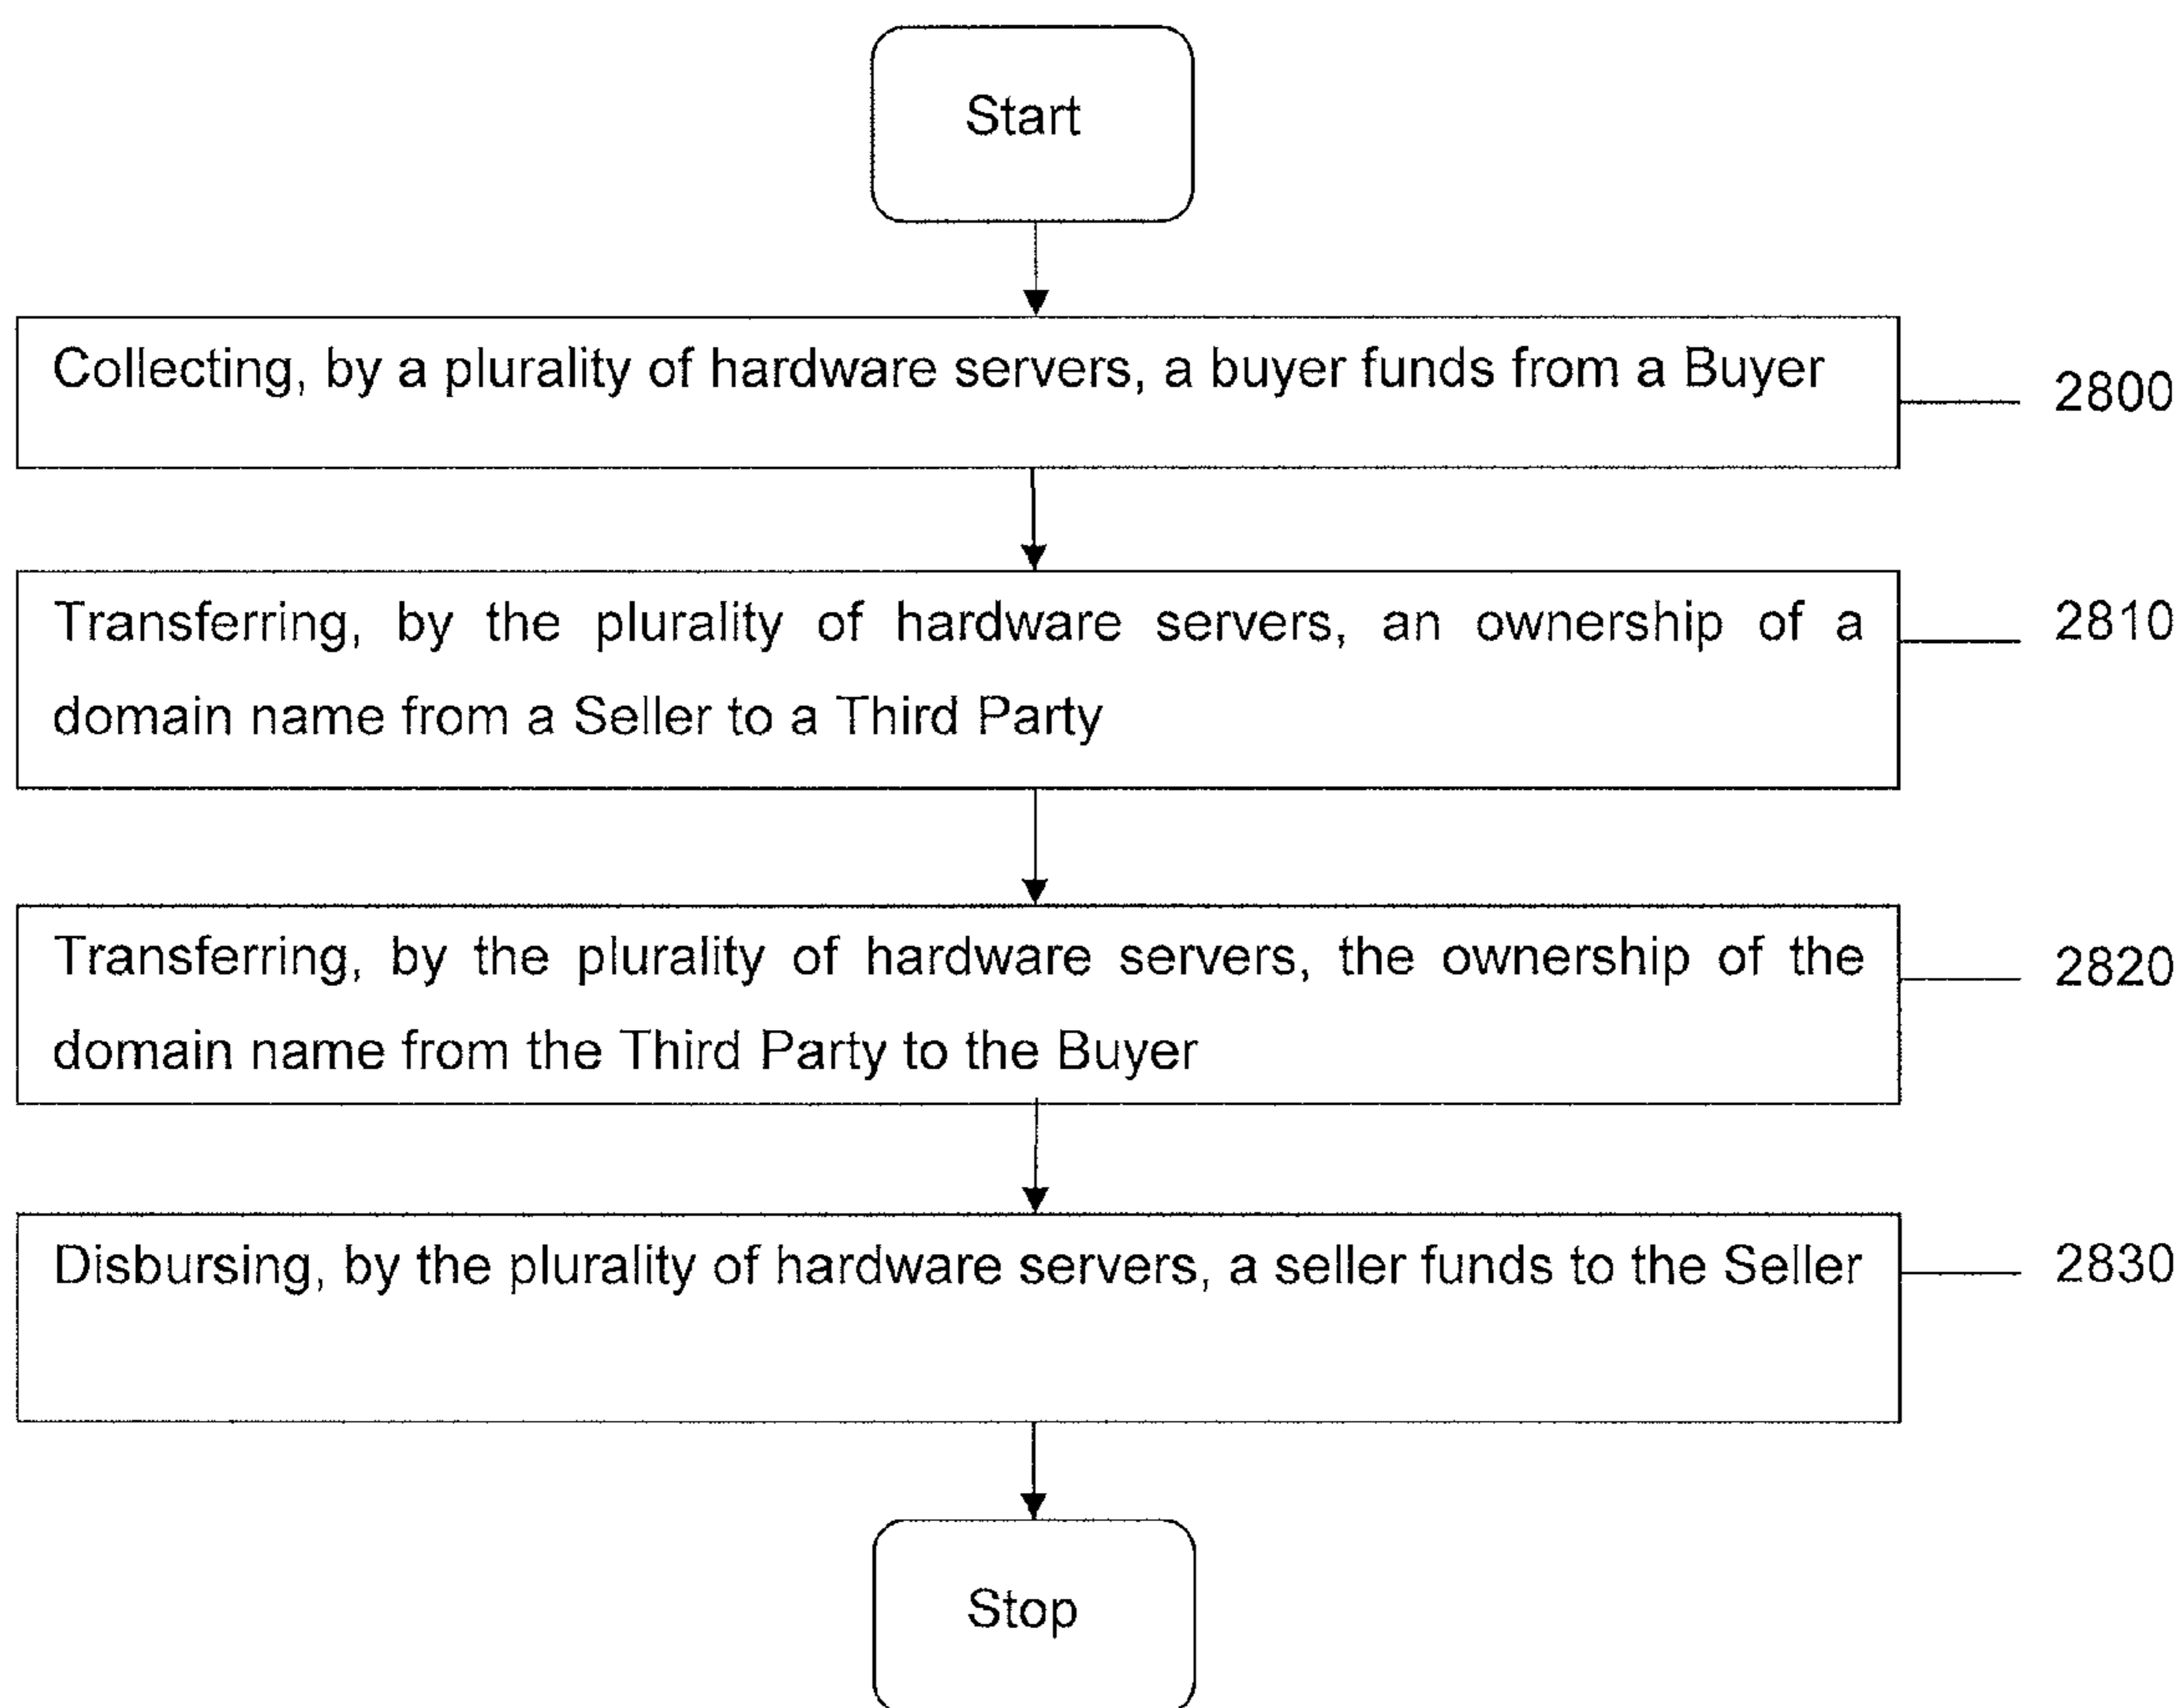 Start
Collecting, by a plurality of hardware servers, a buyer funds from a Buyer
2800
Transferring, by the plurality of hardware servers, an ownership of a
domain name from a Seller to a Third Party
2810
Transferring, by the plurality of hardware servers, the ownership of the
domain name from the Third Party to the Buyer
2820
Disbursing, by the plurality of hardware servers, a seller funds to the Seller
2830
Stop